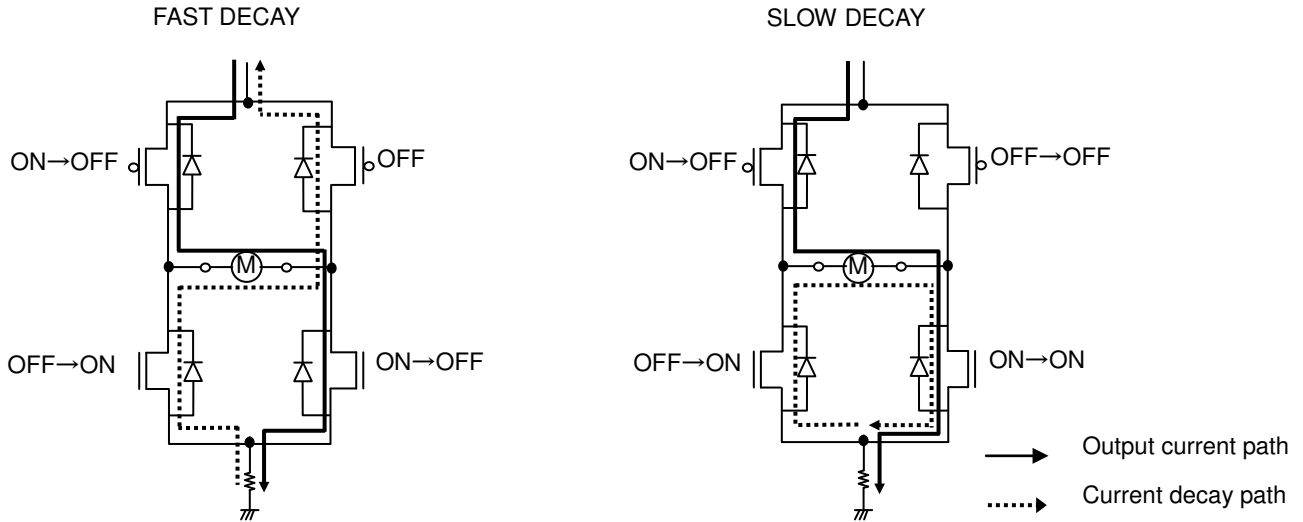 FAST DECAY
ON→OFF
OFF
M
OFF→ON
ON→OFF
SLOW DECAY
ON→OFF
OFF→OFF
M
OFF→ON
ON→ON
Output current path
Current decay path